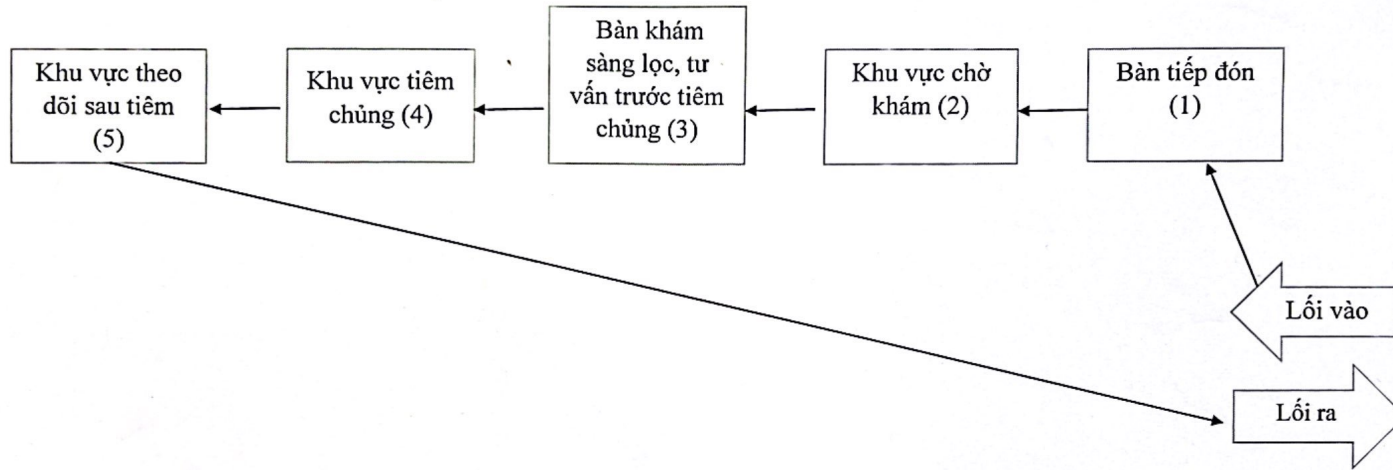 Khu vực theo
dõi sau tiêm
(5)
Khu vực tiêm
chủng (4)
Bàn khám
sàng lọc, tư
vấn trước tiêm
chủng (3)
Khu vực chờ
khám (2)
Bàn tiếp đón
(1)
Lối vào
Lối ra